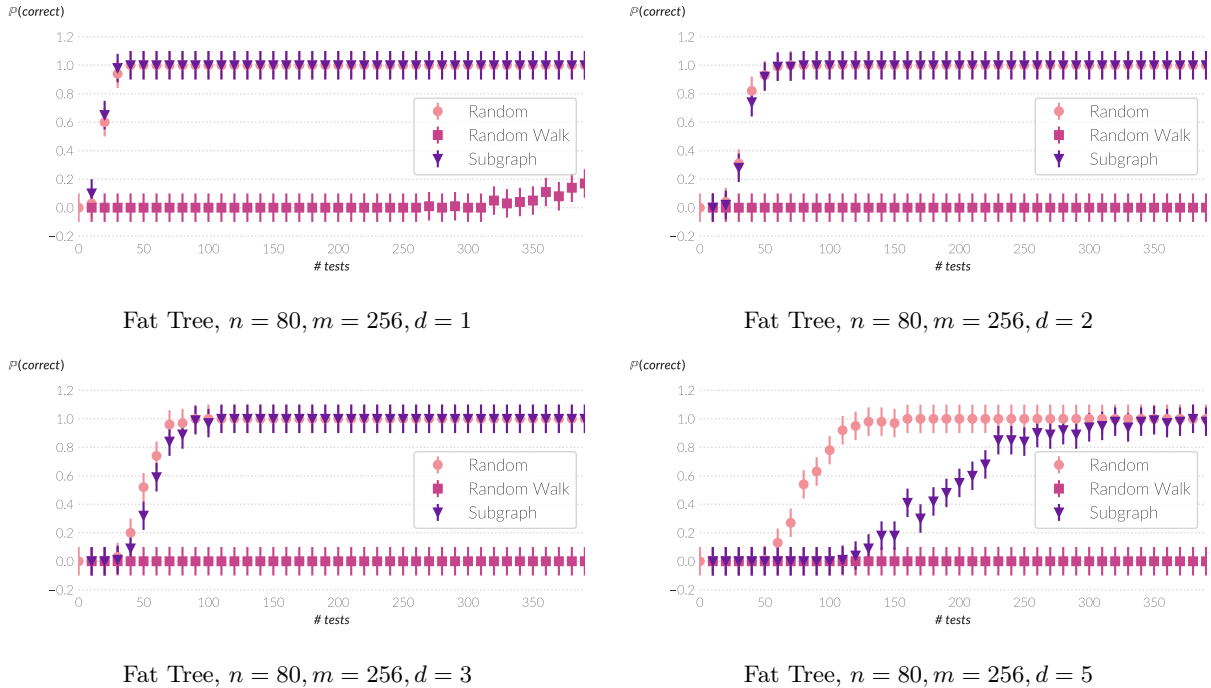 ℙ(correct)
1.2
1.0
0.8
0.6
0.4
0.2
0.0
−0.2
0 50 100 150 200 250 300 350
# tests
Random
Random Walk
Subgraph
Fat Tree, n = 80, m = 256, d = 1
ℙ(correct)
1.2
1.0
0.8
0.6
0.4
0.2
0.0
−0.2
0 50 100 150 200 250 300 350
# tests
Random
Random Walk
Subgraph
Fat Tree, n = 80, m = 256, d = 2
ℙ(correct)
1.2
1.0
0.8
0.6
0.4
0.2
0.0
−0.2
0 50 100 150 200 250 300 350
# tests
Random
Random Walk
Subgraph
Fat Tree, n = 80, m = 256, d = 3
ℙ(correct)
1.2
1.0
0.8
0.6
0.4
0.2
0.0
−0.2
0 50 100 150 200 250 300 350
# tests
Random
Random Walk
Subgraph
Fat Tree, n = 80, m = 256, d = 5